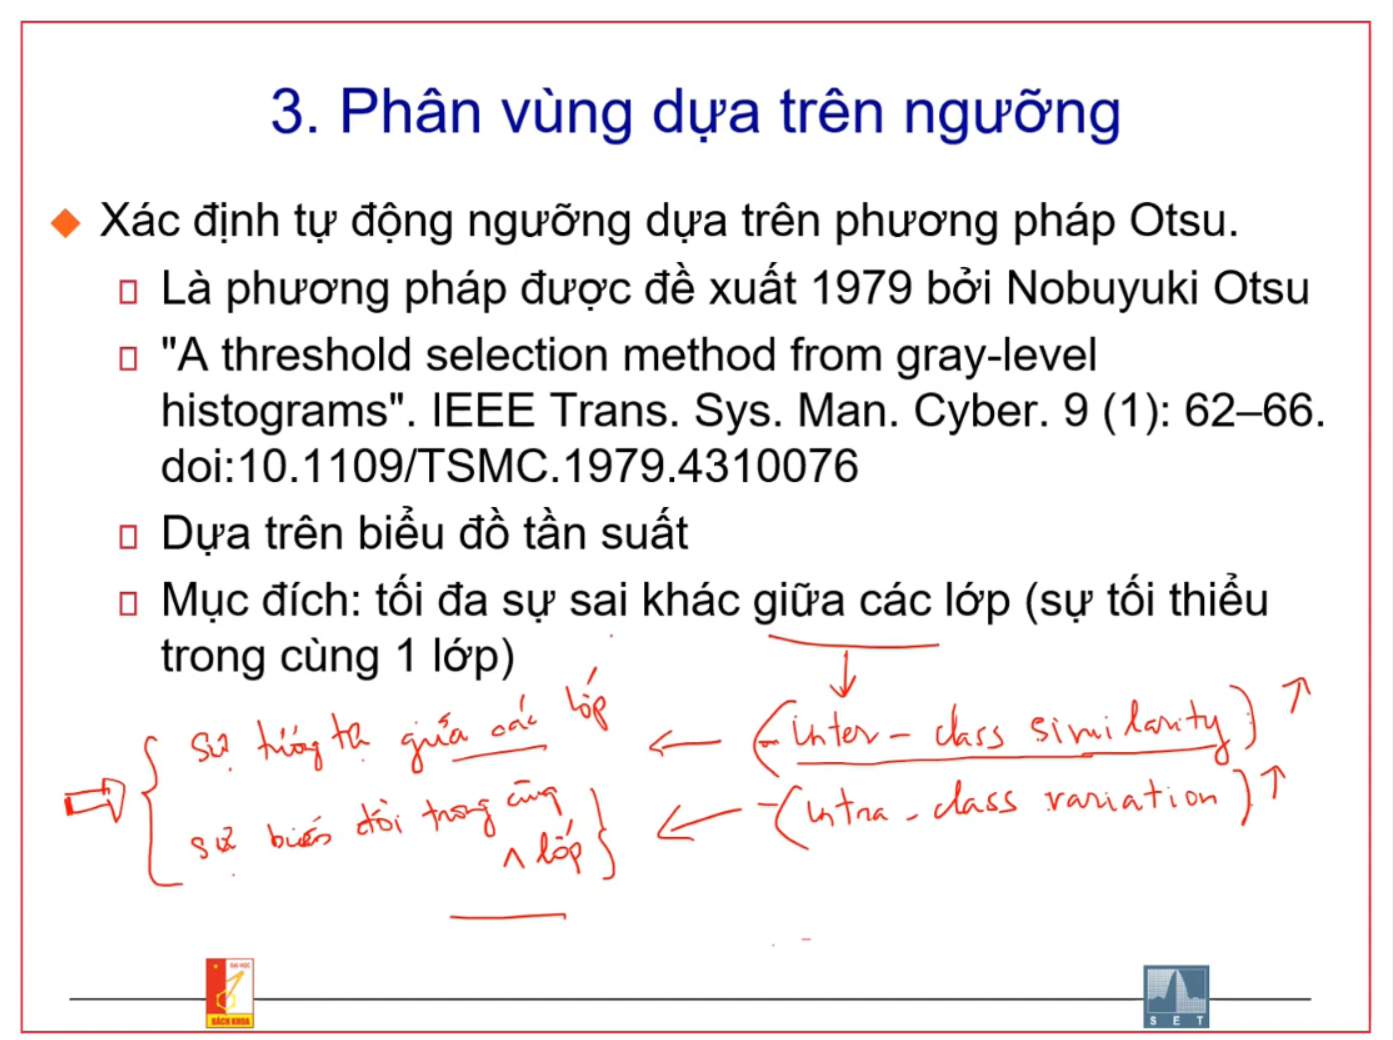 3. Phân vùng dựa trên ngưỡng
Xác định tự động ngưỡng dựa trên phương pháp Otsu.
Là phương pháp được đề xuất 1979 bởi Nobuyuki Otsu
"A threshold selection method from gray-level
histograms". IEEE Trans. Sys. Man. Cyber. 9 (1): 62–66.
doi:10.1109/TSMC.1979.4310076
Dựa trên biểu đồ tần suất
Mục đích: tối đa sự sai khác giữa các lớp (sự tối thiểu
trong cùng 1 lớp)
sự tương tự giữa các lớp ← (- inter - class similarity) ↑
sự biến đổi trong cùng ← - (intra - class variation) ↑
1 lớp
ĐẠI HỌC
BÁCH KHOA
S E T